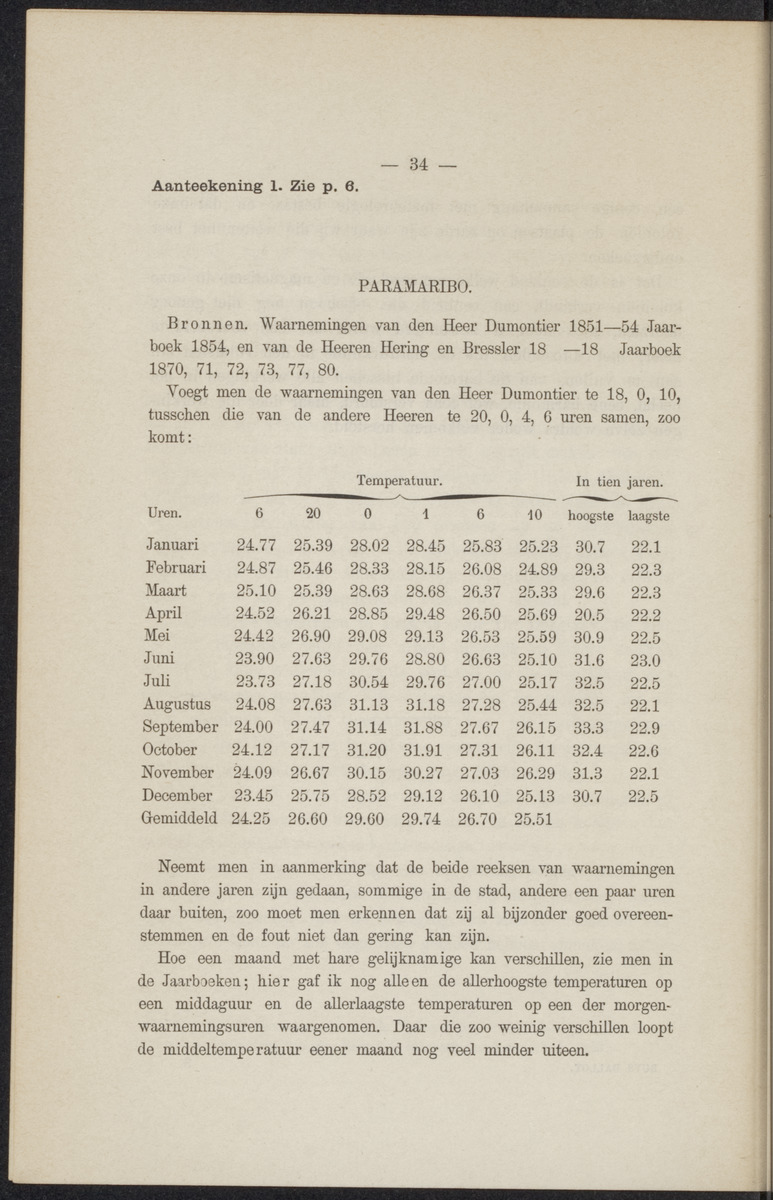 — 34 —
Aanteekening 1. Zie p. 6.
PARAMARIBO.
Bronnen. Waarnemingen van den Heer Dumontier 1851—54 Jaar-
boek 1854, en van de Heeren Hering en Bressler 18 —18 Jaarboek
1870, 71, 72, 73, 77, 80.
Voegt men de waarnemingen van den Heer Dumontier te 18, 0, 10,
tusschen die van de andere Heeren te 20, 0, 4, 6 uren samen, zoo
komt:
Temperatuur. In tien jaren.
Uren. 6 20 0 1 6 10 hoogste laagste
Januari 24.77 25.39 28.02 28.45 25.83 25.23 30.7 22.1
Februari 24.87 25.46 28.33 28.15 26.08 24.89 29.3 22.3
Maart 25.10 25.39 28.63 28.68 26.37 25.33 29.6 22.3
April 24.52 26.21 28.85 29.48 26.50 25.69 20.5 22.2
Mei 24.42 26.90 29.08 29.13 26.53 25.59 30.9 22.5
Juni 23.90 27.63 29.76 28.80 26.63 25.10 31.6 23.0
Juli 23.73 27.18 30.54 29.76 27.00 25.17 32.5 22.5
Augustus 24.08 27.63 31.13 31.18 27.28 25.44 32.5 22.1
September 24.00 27.47 31.14 31.88 27.67 26.15 33.3 22.9
October 24.12 27.17 31.20 31.91 27.31 26.11 32.4 22.6
November 24.09 26.67 30.15 30.27 27.03 26.29 31.3 22.1
December 23.45 25.75 28.52 29.12 26.10 25.13 30.7 22.5
Gemiddeld 24.25 26.60 29.60 29.74 26.70 25.51
Neemt men in aanmerking dat de beide reeksen van waarnemingen
in andere jaren zijn gedaan, sommige in de stad, andere een paar uren
daar buiten, zoo moet men erkennen dat zij al bijzonder goed overeen-
stemmen en de fout niet dan gering kan zijn.
Hoe een maand met hare gelijknamige kan verschillen, zie men in
de Jaarboeken; hier gaf ik nog alleen de allerhoogste temperaturen op
een middaguur en de allerlaagste temperaturen op een der morgen-
waarnemingsuren waargenomen. Daar die zoo weinig verschillen loopt
de middeltemperatuur eener maand nog veel minder uiteen.